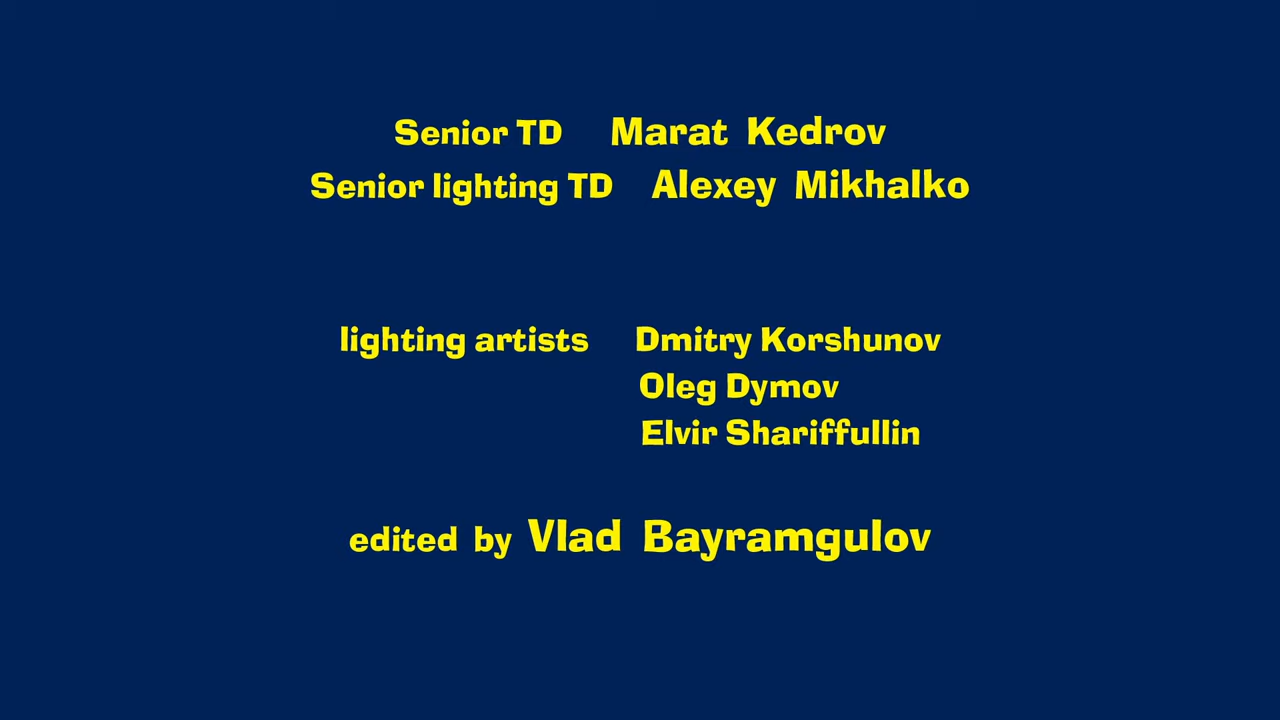 Senior TD Marat Kedrov
Senior lighting TD Alexey Mikhalko
lighting artists Dmitry Korshunov
Oleg Dymov
Elvir Shariffullin
edited by Vlad Bayramgulov